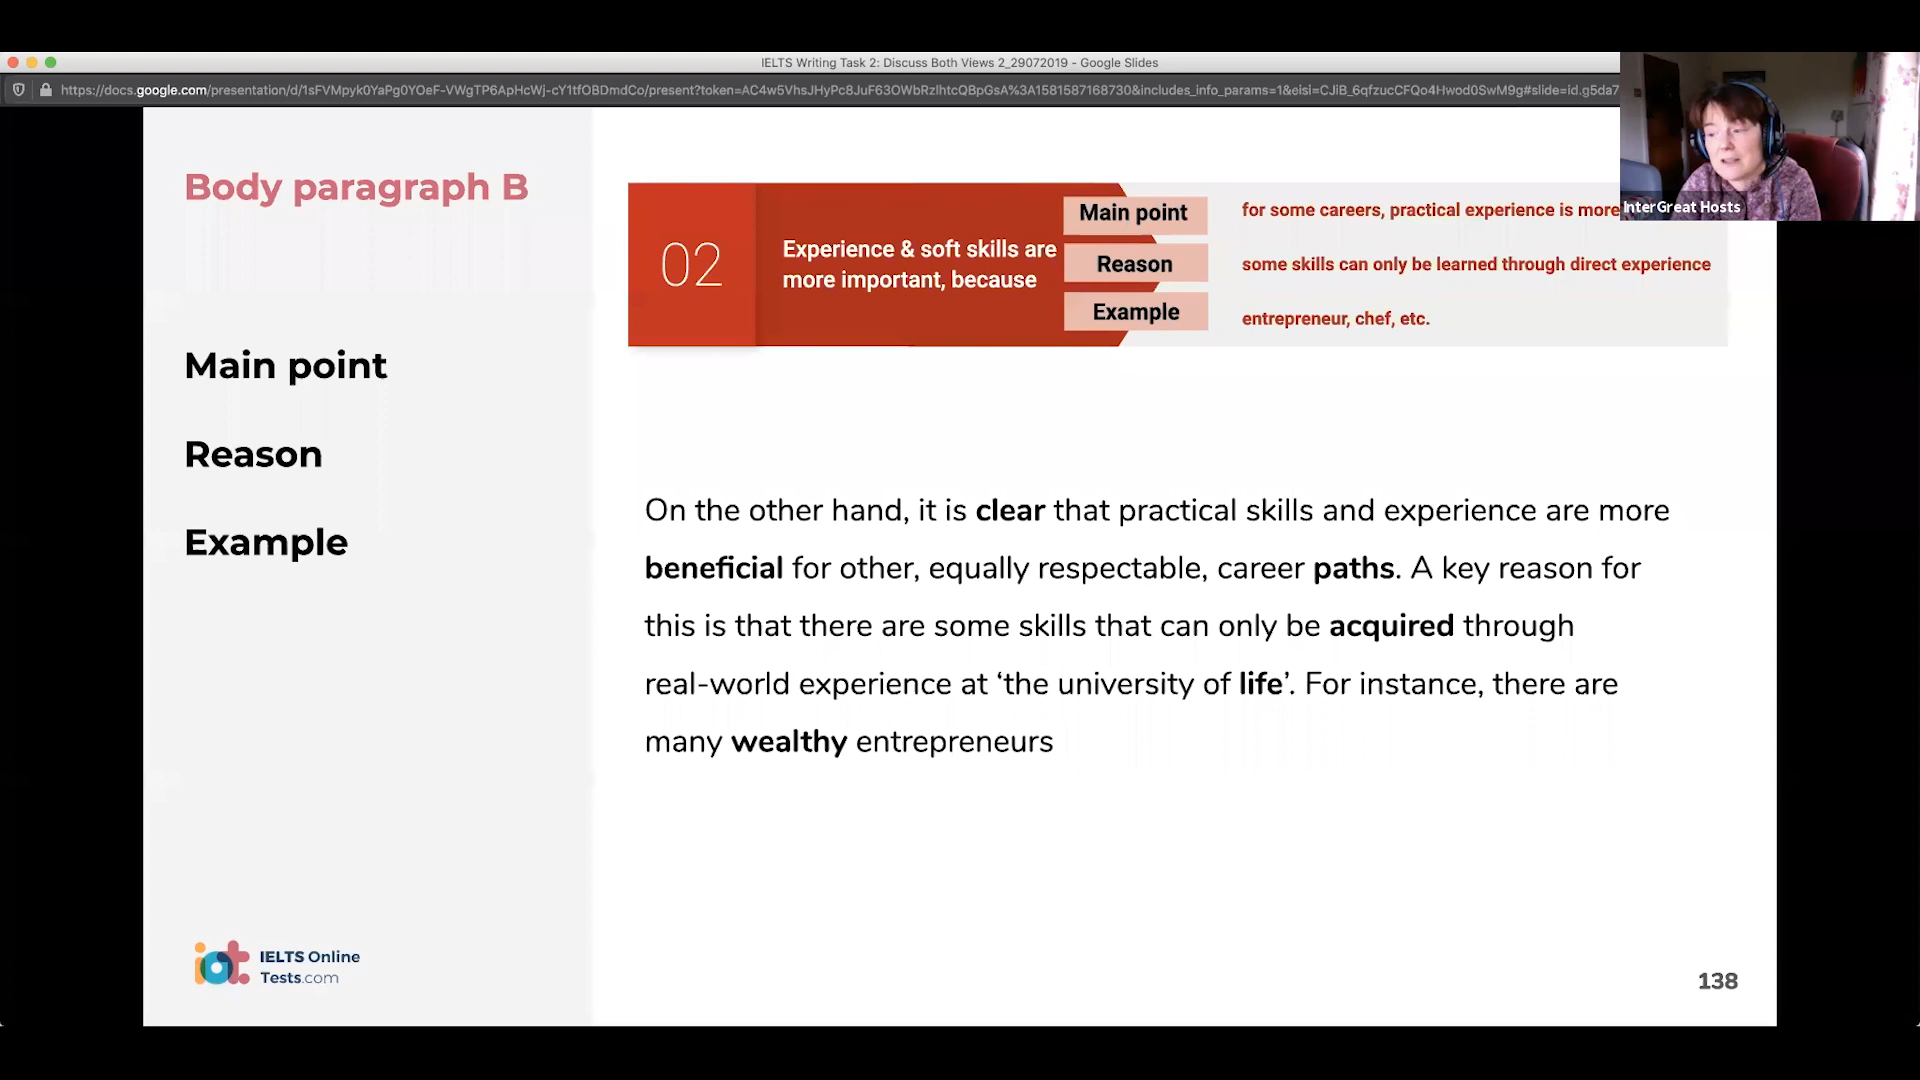 IELTS Writing Task 2: Discuss Both Views 2_29072019 - Google Slides
https://docs.google.com/presentation/d/1sFVMpyk0YaPg0YOeF-VWgTP6ApHcWj-cY1tfOBDmdCo/present?token=AC4w5VhsJHyPc8JuF63OWbRzlhtcQBpGsA%3A1581587168730&includes_info_params=1&eisi=CJiB_6qfzucCFQo4Hwod0SwM9g#slide=id.g5da7
InterGreat Hosts
Body paragraph B
Main point
Reason
Example
02
Experience & soft skills are
more important, because
Main point
for some careers, practical experience is more
Reason
some skills can only be learned through direct experience
Example
entrepreneur, chef, etc.
On the other hand, it is clear that practical skills and experience are more
beneficial for other, equally respectable, career paths. A key reason for
this is that there are some skills that can only be acquired through
real-world experience at ‘the university of life’. For instance, there are
many wealthy entrepreneurs
iot
IELTS Online
Tests.com
138